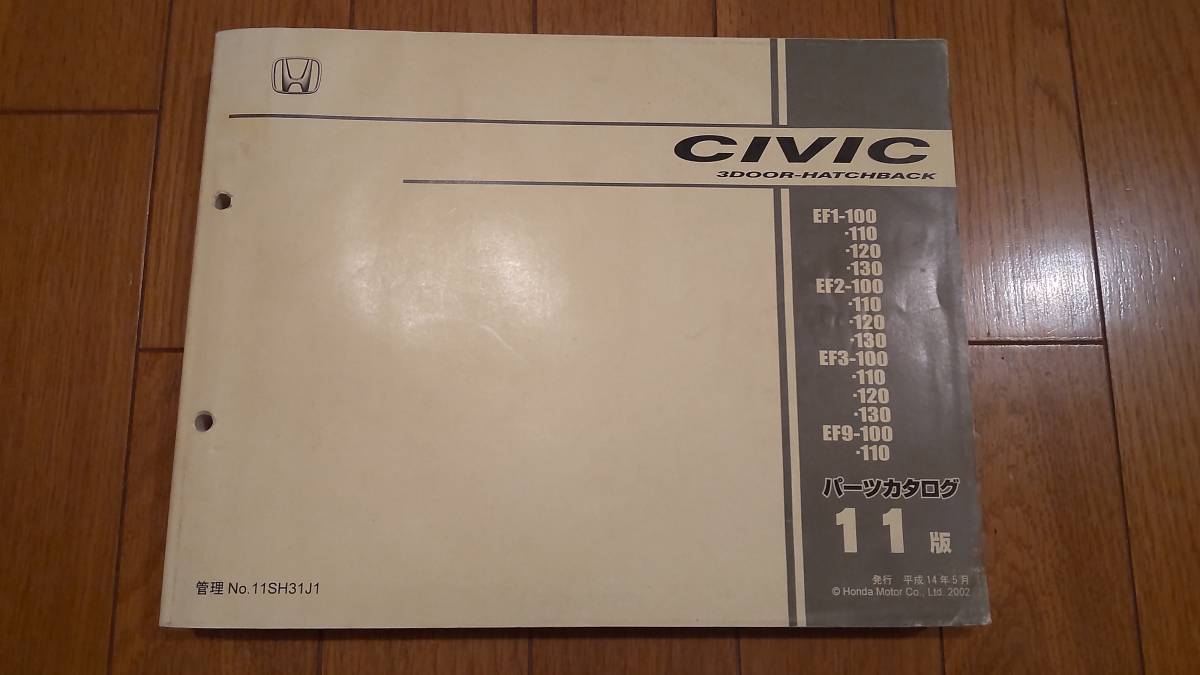 CIVIC
3DOOR-HATCHBACK
EF1-100
·110
·120
·130
EF2-100
·110
·120
·130
EF3-100
·110
·120
·130
EF9-100
·110
パーツカタログ
11版
発行 平成14年5月
© Honda Motor Co., Ltd. 2002
管理 No.11SH31J1